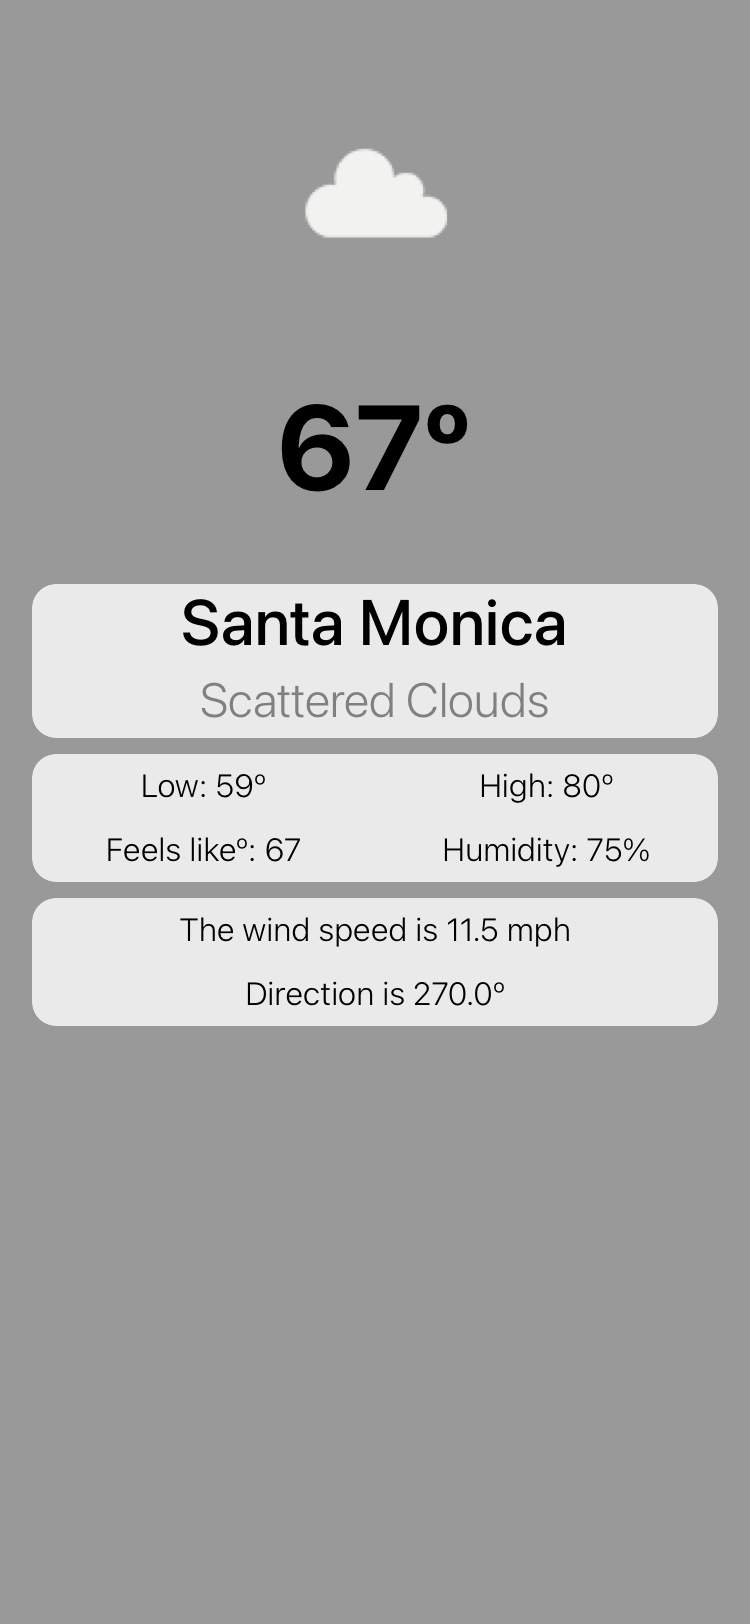 67º
Santa Monica
Scattered Clouds
Low: 59º High: 80º
Feels likeº: 67 Humidity: 75%
The wind speed is 11.5 mph
Direction is 270.0º